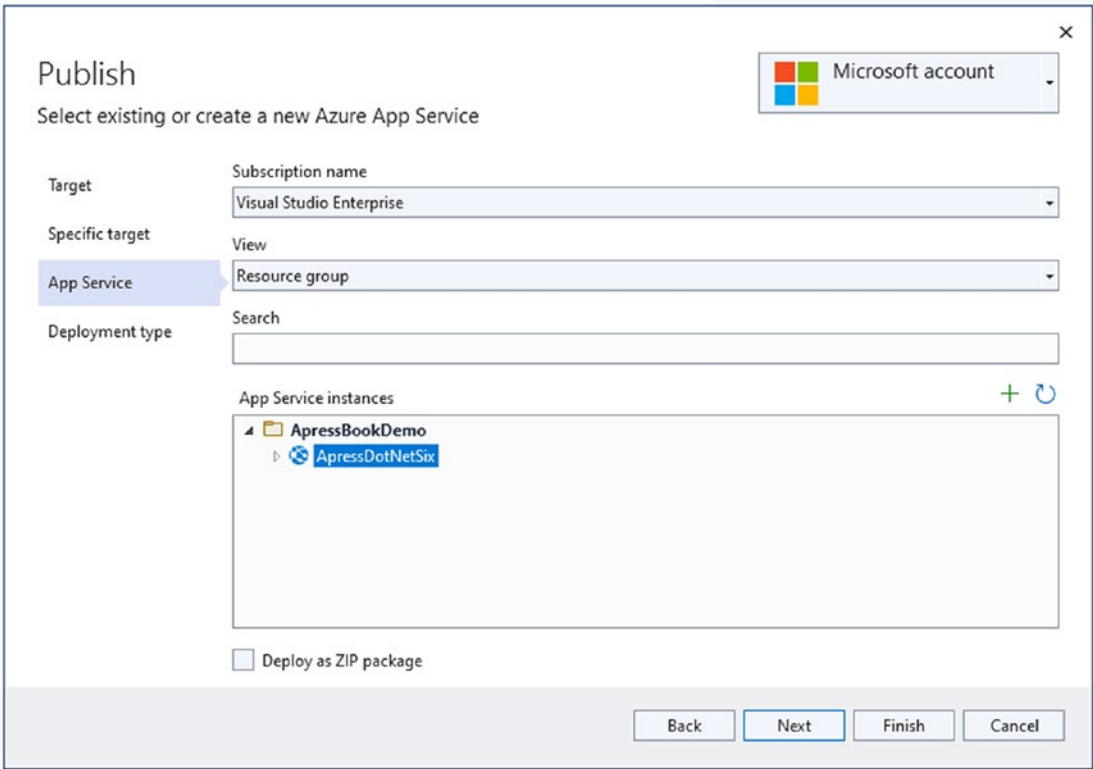 Publish
Microsoft account
Select existing or create a new Azure App Service
Target
Specific target
App Service
Deployment type
Subscription name
Visual Studio Enterprise
View
Resource group
Search
App Service instances
ApressBookDemo
ApressDotNetSix
Deploy as ZIP package
Back
Next
Finish
Cancel